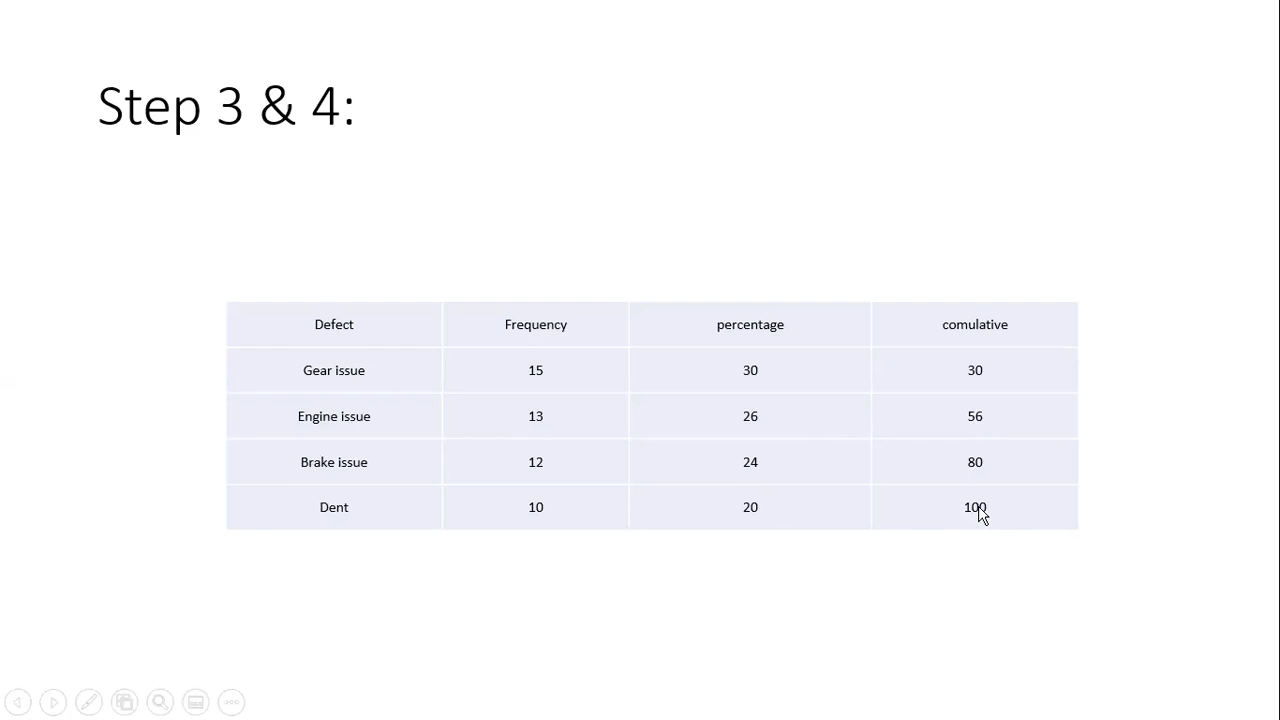 Step 3 & 4:
Defect Frequency percentage comulative
Gear issue 15 30 30
Engine issue 13 26 56
Brake issue 12 24 80
Dent 10 20 100